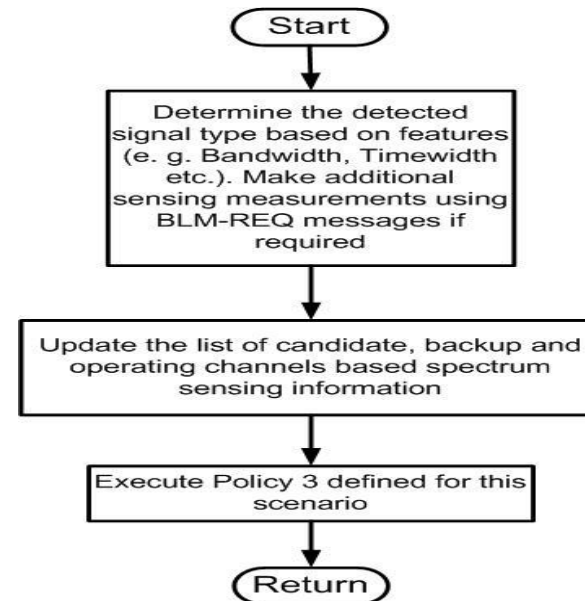 Start
Determine the detected
signal type based on features
(e. g. Bandwidth, Timewidth
etc.). Make additional
sensing measurements using
BLM-REQ messages if
required
Update the list of candidate, backup and
operating channels based spectrum
sensing information
Execute Policy 3 defined for this
scenario
Return